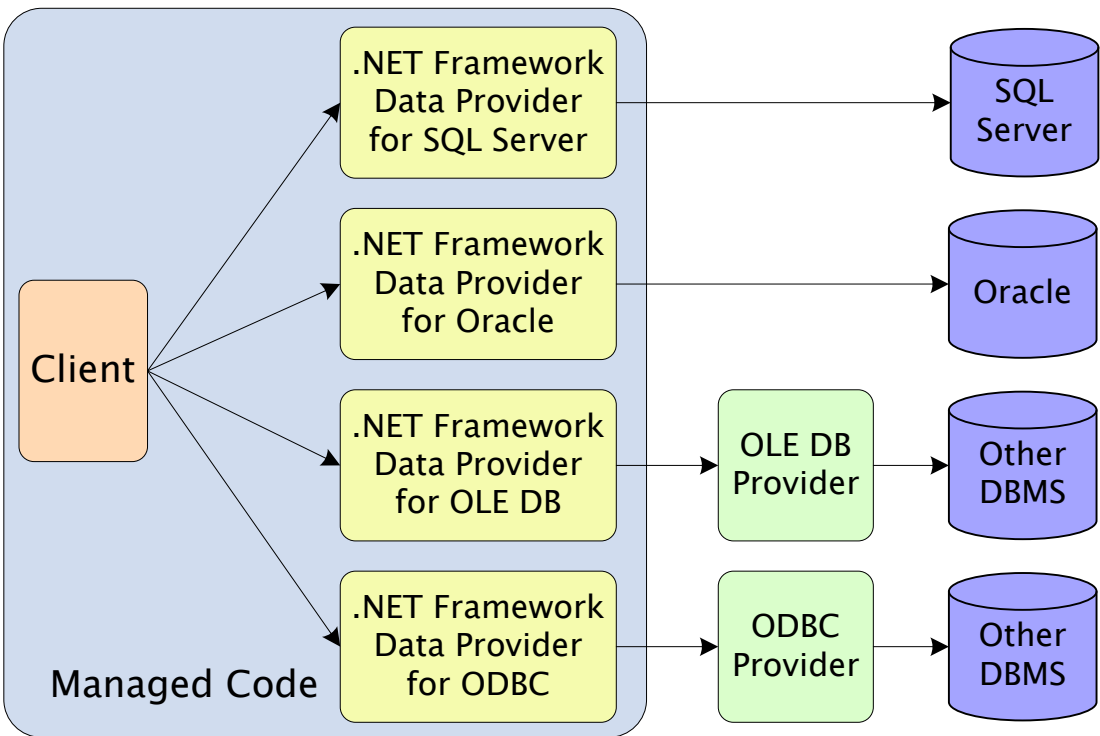 .NET Framework
Data Provider
for SQL Server
SQL
Server
.NET Framework
Data Provider
for Oracle
Oracle
Client
.NET Framework
Data Provider
for OLE DB
OLE DB
Provider
Other
DBMS
.NET Framework
Data Provider
for ODBC
ODBC
Provider
Other
DBMS
Managed Code